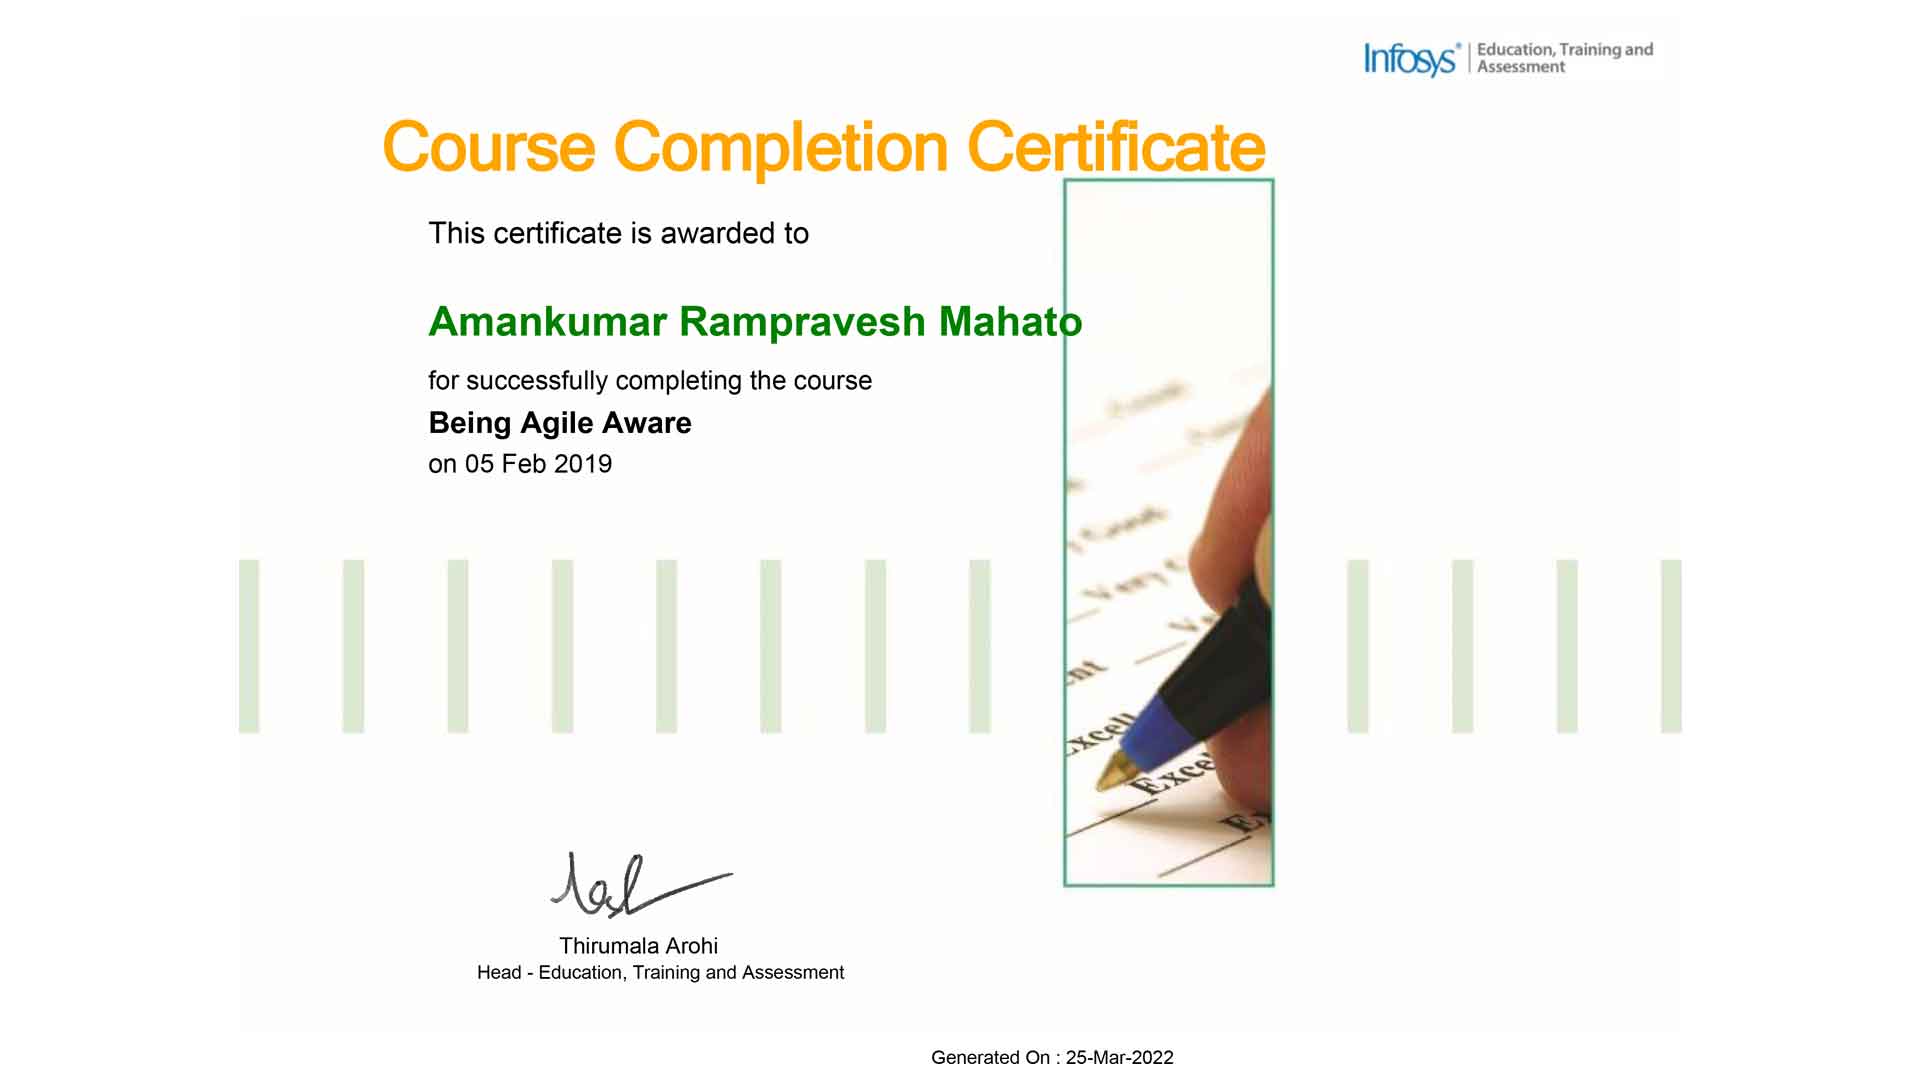 Infosys® | Education, Training and
Assessment
Course Completion Certificate
This certificate is awarded to
Amankumar Rampravesh Mahato
for successfully completing the course
Being Agile Aware
on 05 Feb 2019
Thirumala Arohi
Head - Education, Training and Assessment
Generated On : 25-Mar-2022